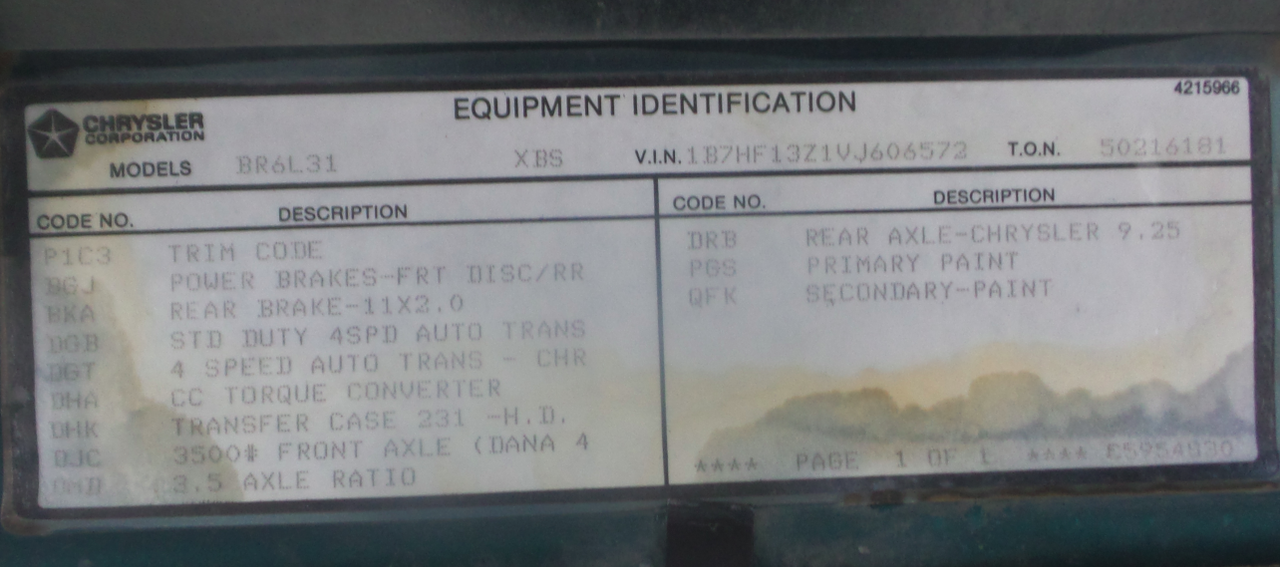 4215966
CHRYSLER
CORPORATION
EQUIPMENT IDENTIFICATION
MODELS BR6L31 XBS V.I.N. 1B7HF13Z1VJ606572 T.O.N. 50216181
CODE NO. DESCRIPTION
P1C3 TRIM CODE
BGJ POWER BRAKES-FRT DISC/RR
BKA REAR BRAKE-11X2.0
DGB STD DUTY 4SPD AUTO TRANS
DGT 4 SPEED AUTO TRANS - CHR
DHA CC TORQUE CONVERTER
DHK TRANSFER CASE 231 -H.D.
DJC 3500# FRONT AXLE (DANA 4
3.5 AXLE RATIO
CODE NO. DESCRIPTION
DRB REAR AXLE-CHRYSLER 9.25
PGS PRIMARY PAINT
QFK SECONDARY-PAINT
**** PAGE 1 OF 1 ****